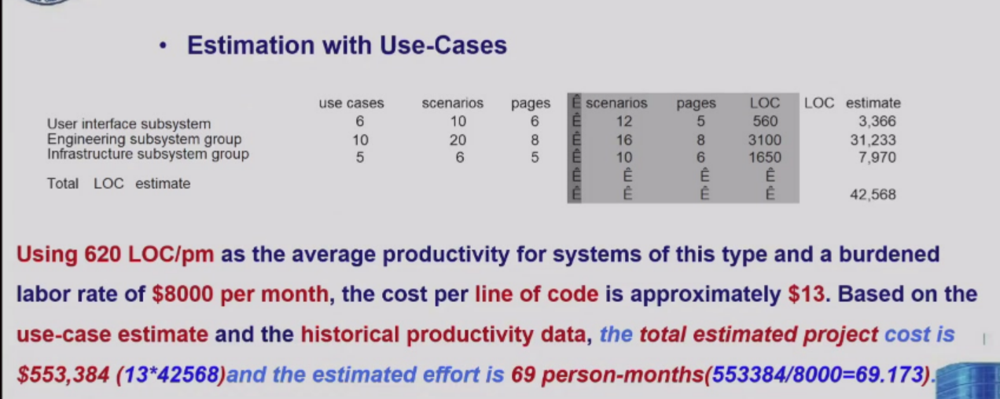 • Estimation with Use-Cases
use cases scenarios pages Ê scenarios pages LOC LOC estimate
User interface subsystem 6 10 6 Ê 12 5 560 3,366
Engineering subsystem group 10 20 8 Ê 16 8 3100 31,233
Infrastructure subsystem group 5 6 5 Ê 10 6 1650 7,970
Ê Ê Ê Ê
Total LOC estimate
Ê Ê Ê Ê 42,568
Using 620 LOC/pm as the average productivity for systems of this type and a burdened
labor rate of $8000 per month, the cost per line of code is approximately $13. Based on the
use-case estimate and the historical productivity data, the total estimated project cost is
$553,384 (13*42568)and the estimated effort is 69 person-months(553384/8000=69.173).